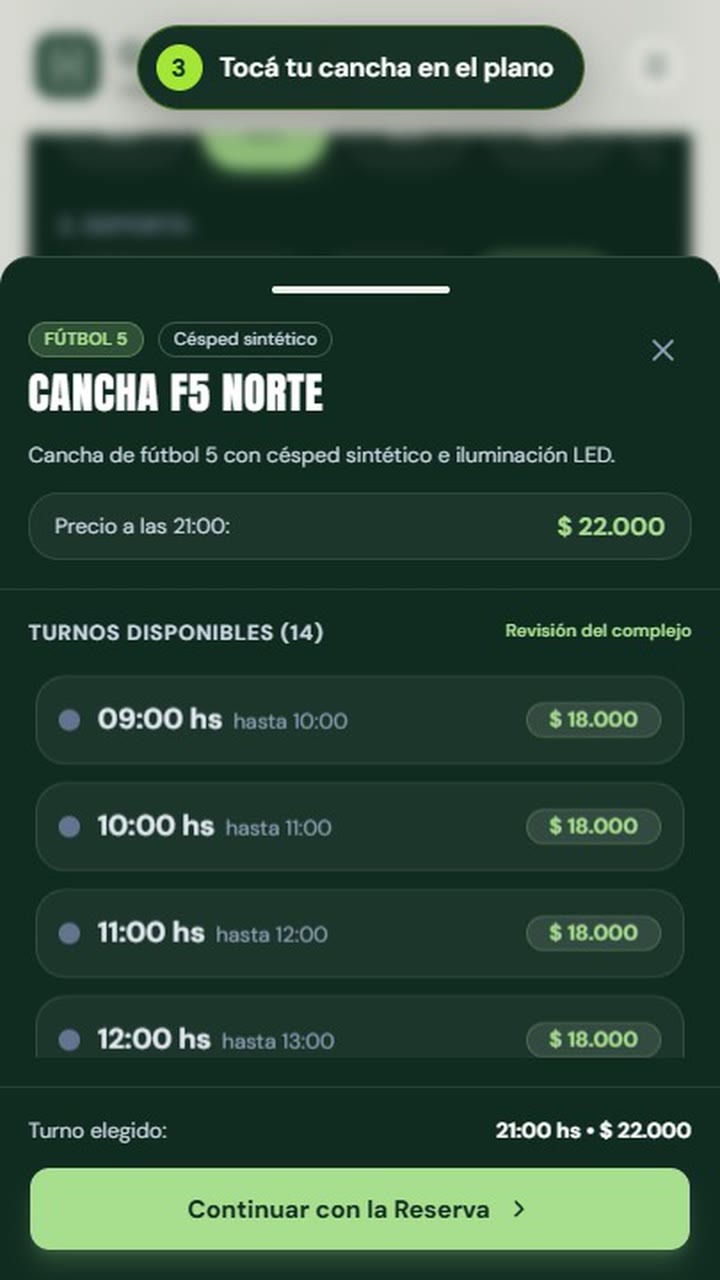 3 Tocá tu cancha en el plano
FÚTBOL 5 Césped sintético
CANCHA F5 NORTE
Cancha de fútbol 5 con césped sintético e iluminación LED.
Precio a las 21:00: $ 22.000
TURNOS DISPONIBLES (14) Revisión del complejo
09:00 hs hasta 10:00 $ 18.000
10:00 hs hasta 11:00 $ 18.000
11:00 hs hasta 12:00 $ 18.000
12:00 hs hasta 13:00 $ 18.000
Turno elegido: 21:00 hs • $ 22.000
Continuar con la Reserva